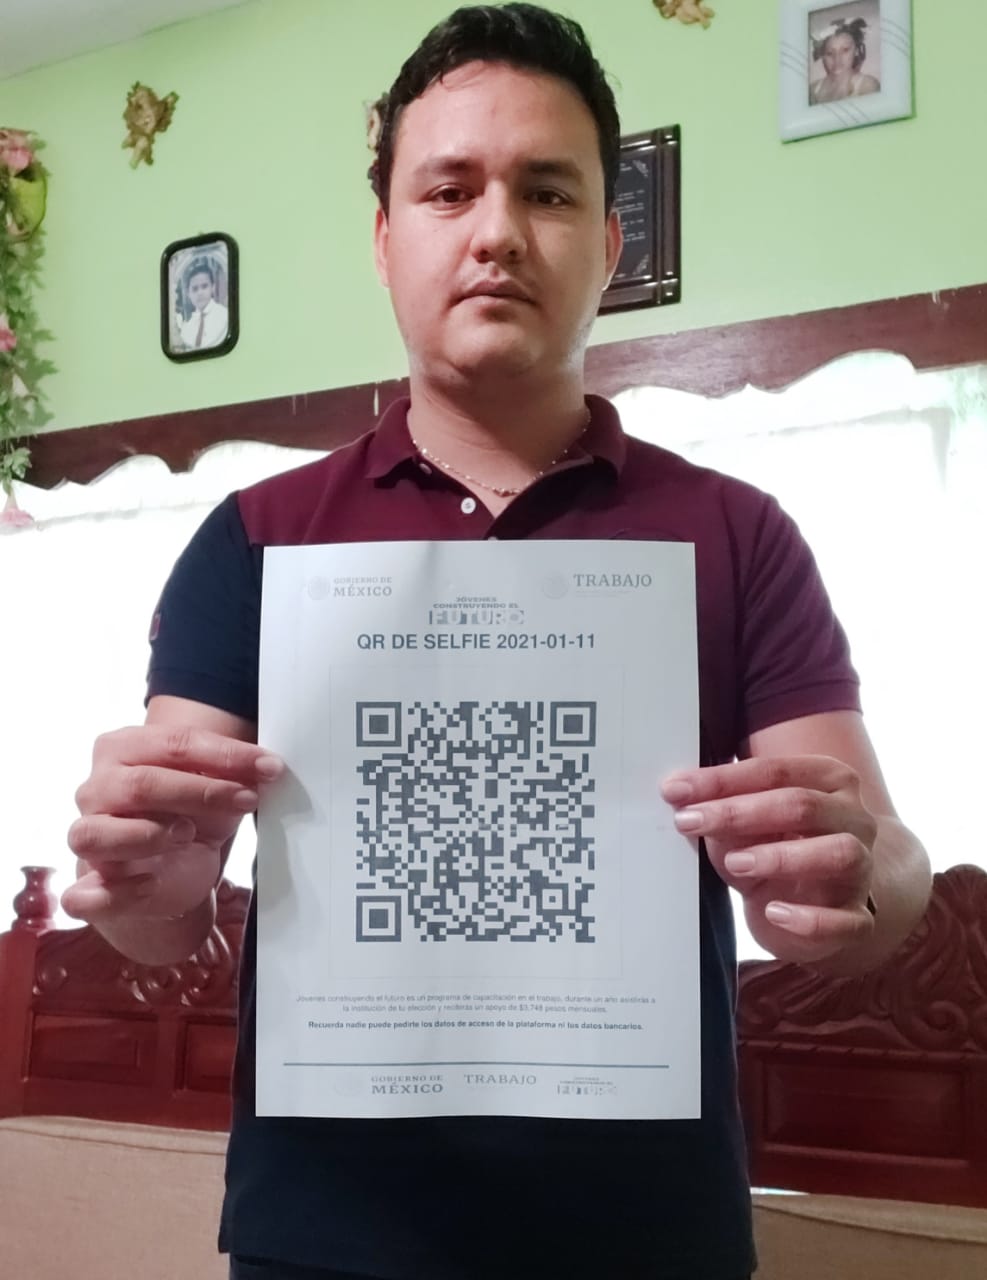 GOBIERNO DE
MÉXICO
TRABAJO
JÓVENES
CONSTRUYENDO EL
FUTURO
QR DE SELFIE 2021-01-11
Jóvenes construyendo el futuro es un programa de capacitación en el trabajo, durante un año asistirás a
la institución de tu elección y recibirás un apoyo de $3,748 pesos mensuales.
Recuerda nadie puede pedirte los datos de acceso de la plataforma ni tus datos bancarios.
GOBIERNO DE
MÉXICO
TRABAJO
JÓVENES
CONSTRUYENDO EL
FUTURO